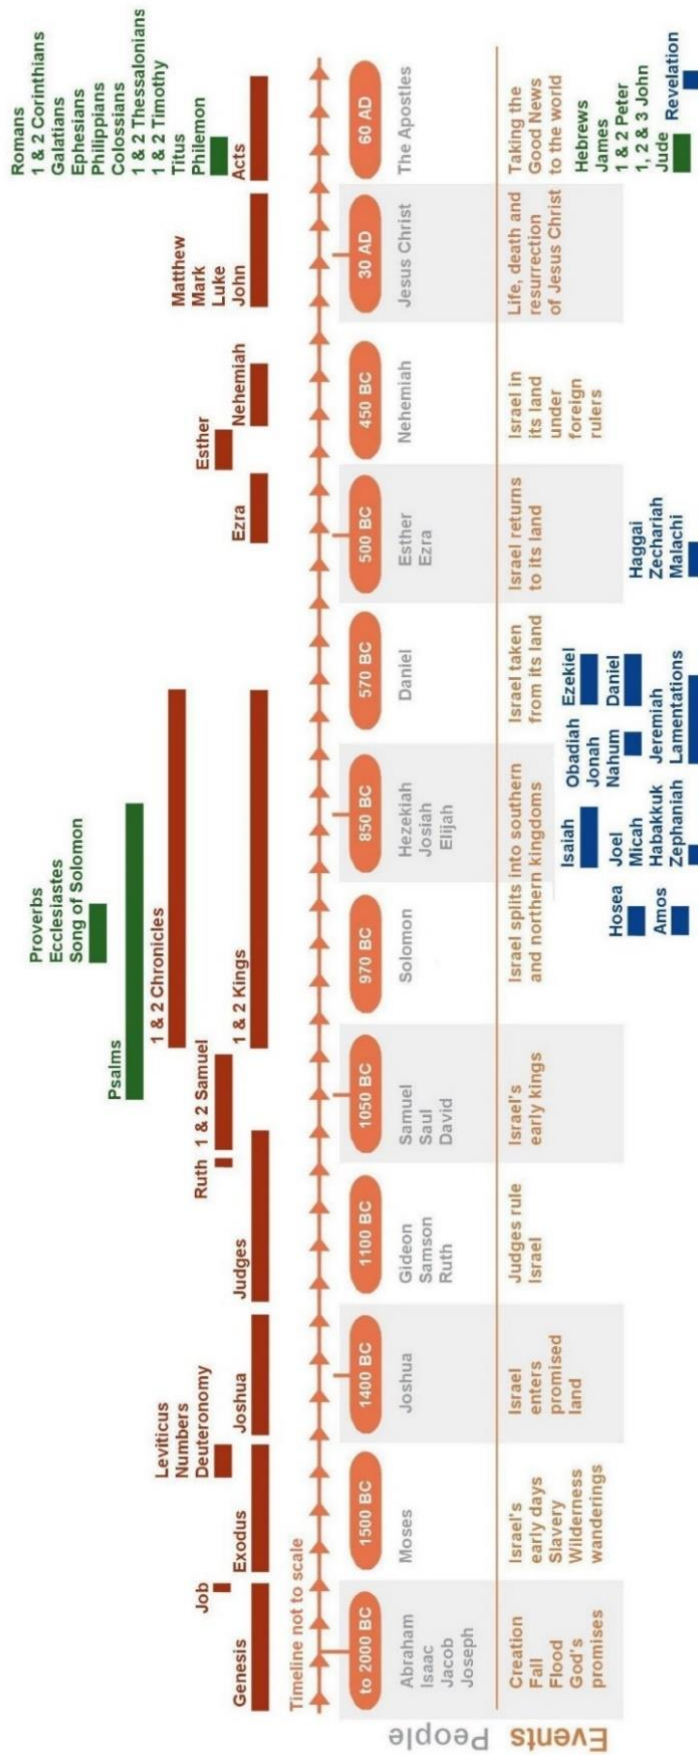 Romans
1 & 2 Corinthians
Galatians
Ephesians
Philippians
Colossians
1 & 2 Thessalonians
1 & 2 Timothy
Titus
Philemon
Proverbs
Ecclesiastes
Song of Solomon
Psalms
Leviticus
Numbers
Deuteronomy
1 & 2 Chronicles
Matthew
Mark
Luke
John
Job
Ruth
1 & 2 Samuel
Esther
Genesis
Exodus
Joshua
Judges
1 & 2 Kings
Ezra
Nehemiah
Acts
Timeline not to scale
to 2000 BC
1500 BC
1400 BC
1100 BC
1050 BC
970 BC
850 BC
570 BC
500 BC
450 BC
30 AD
60 AD
People
Abraham
Isaac
Jacob
Joseph
Moses
Joshua
Gideon
Samson
Ruth
Samuel
Saul
David
Solomon
Hezekiah
Josiah
Elijah
Daniel
Esther
Ezra
Nehemiah
Jesus Christ
The Apostles
Events
Creation
Fall
Flood
God's
promises
Israel's
early days
Slavery
Wilderness
wanderings
Israel
enters
promised
land
Judges rule
Israel
Israel's
early kings
Israel splits into southern
and northern kingdoms
Israel taken
from its land
Israel returns
to its land
Israel in
its land
under
foreign
rulers
Life, death and
resurrection
of Jesus Christ
Taking the
Good News
to the world
Hosea
Amos
Isaiah
Joel
Micah
Habakkuk
Zephaniah
Obadiah
Jonah
Nahum
Jeremiah
Lamentations
Ezekiel
Daniel
Haggai
Zechariah
Malachi
Hebrews
James
1 & 2 Peter
1, 2 & 3 John
Jude
Revelation